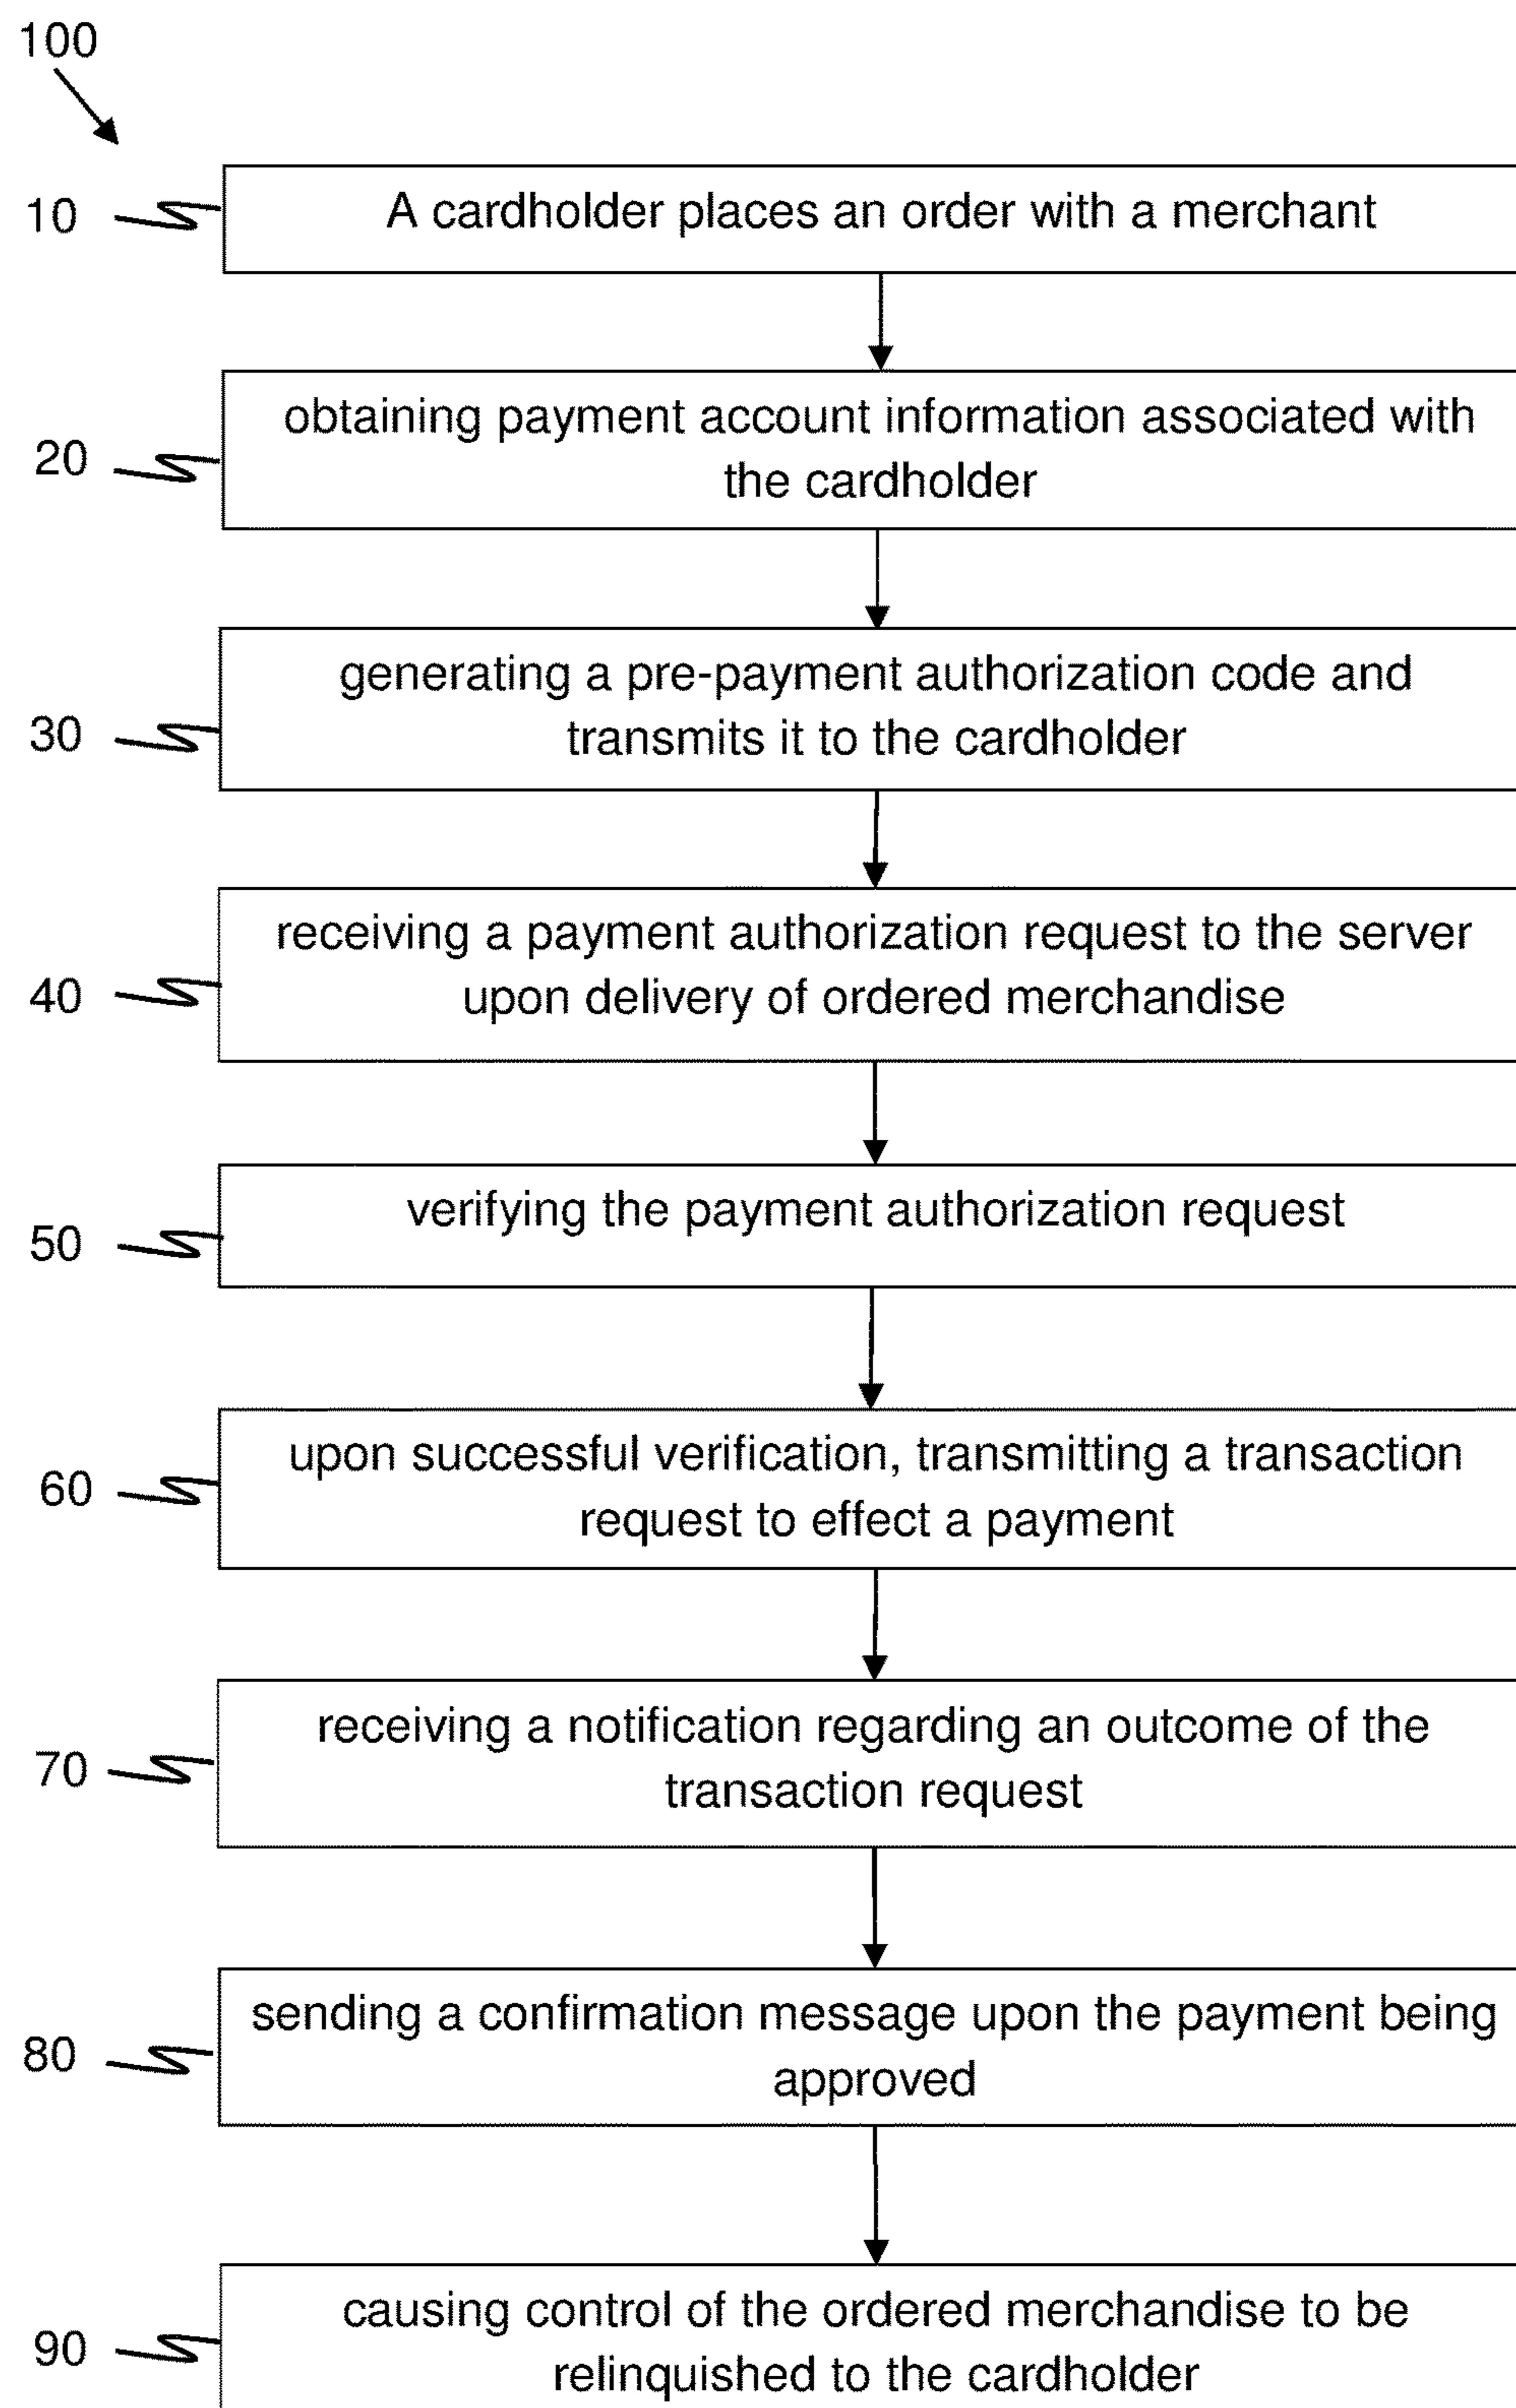 100
10
A cardholder places an order with a merchant
20
obtaining payment account information associated with
the cardholder
30
generating a pre-payment authorization code and
transmits it to the cardholder
40
receiving a payment authorization request to the server
upon delivery of ordered merchandise
50
verifying the payment authorization request
60
upon successful verification, transmitting a transaction
request to effect a payment
70
receiving a notification regarding an outcome of the
transaction request
80
sending a confirmation message upon the payment being
approved
90
causing control of the ordered merchandise to be
relinquished to the cardholder